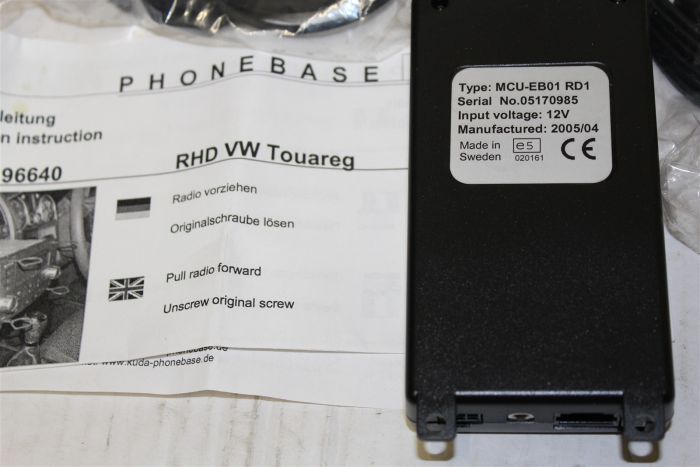 PHONEBASE
leitung
n instruction
96640
RHD VW Touareg
Radio vorziehen
Originalschraube lösen
Pull radio forward
Unscrew original screw
phonebase.de
www.kuda-phonebase.de
Type: MCU-EB01 RD1
Serial No.05170985
Input voltage: 12V
Manufactured: 2005/04
Made in
Sweden
e5
020161
CE